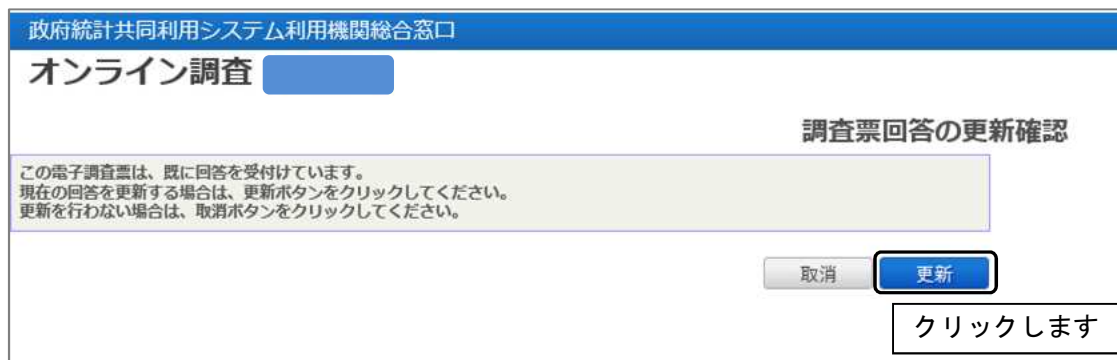 政府統計共同利用システム利用機関総合窓口
オンライン調査
調査票回答の更新確認
この電子調査票は、既に回答を受付けています。
現在の回答を更新する場合は、更新ボタンをクリックしてください。
更新を行わない場合は、取消ボタンをクリックしてください。
取消 更新
クリックします